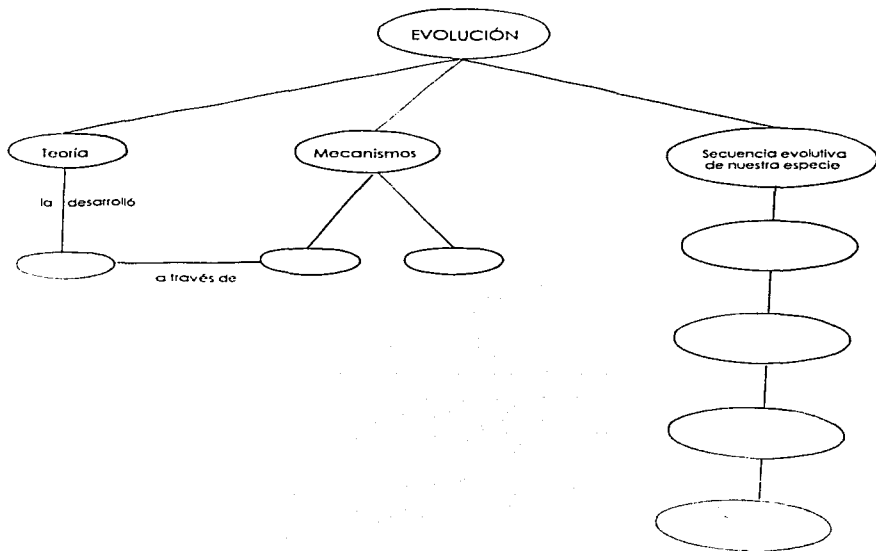 EVOLUCIÓN
Teoría
Mecanismos
Secuencia evolutiva
de nuestra especie
la desarrolló
a través de